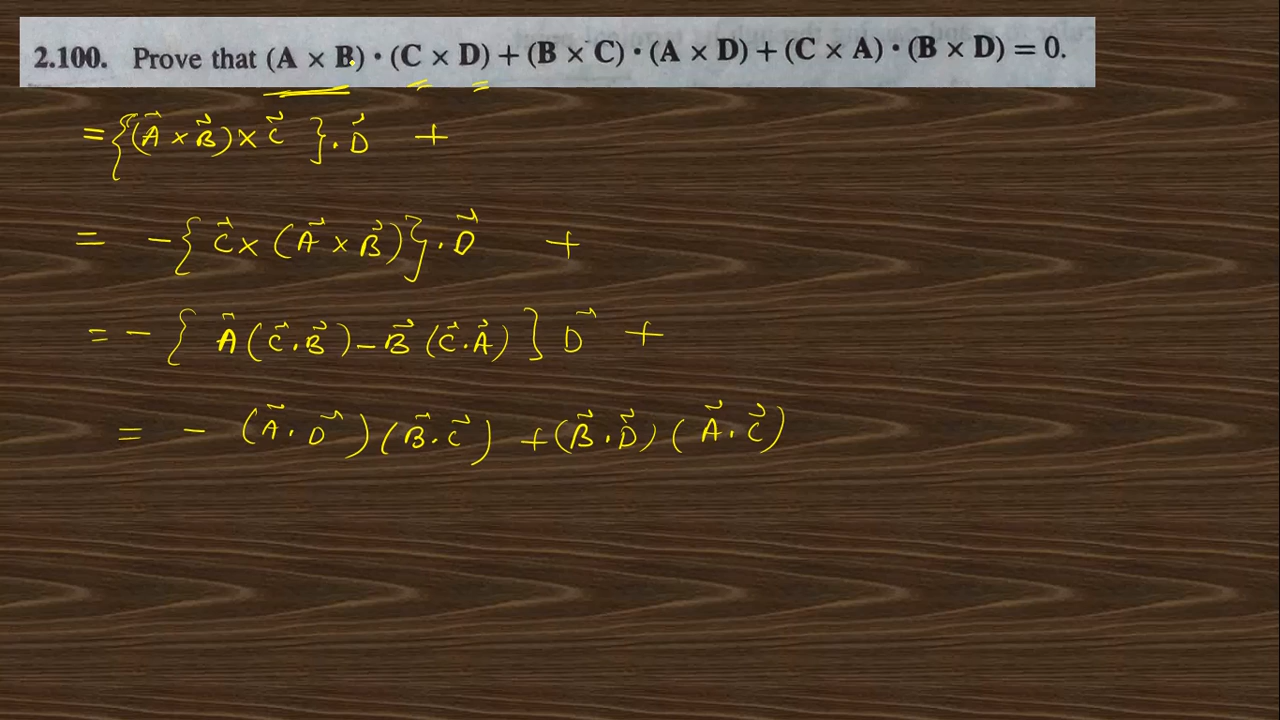 2.100. Prove that (A × B) · (C × D) + (B × C) · (A × D) + (C × A) · (B × D) = 0.
= {(A⃗ × B⃗) × C⃗ } . D⃗ +
= - { C⃗ × (A⃗ × B⃗)} . D⃗ +
= - { A⃗ (C⃗ . B⃗) - B⃗ (C⃗ . A⃗) } D⃗ +
= - (A⃗ . D⃗) (B⃗ . C⃗) + (B⃗ . D⃗) (A⃗ . C⃗)